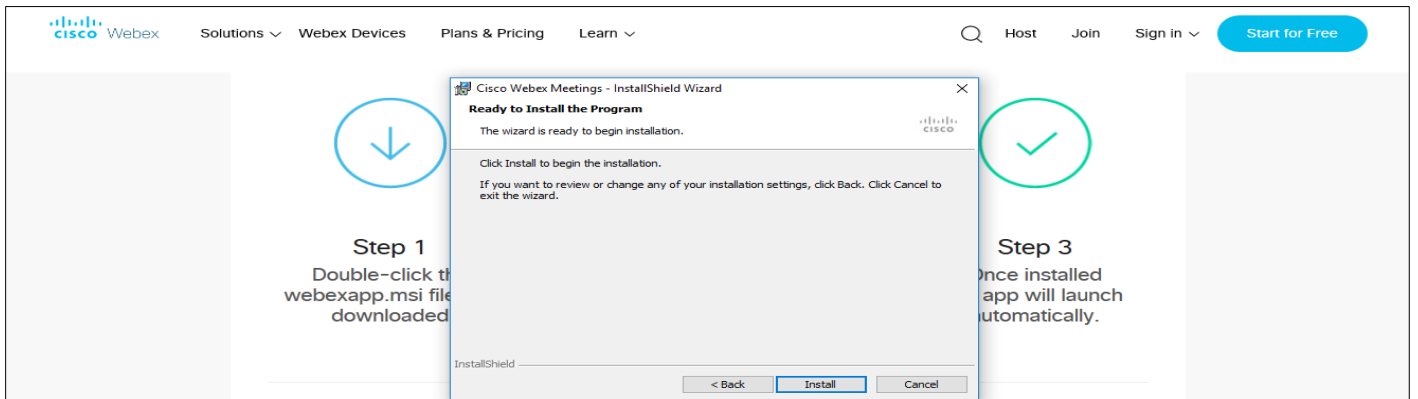 CISCO Webex Solutions Webex Devices Plans & Pricing Learn Host Join Sign in Start for Free
Cisco Webex Meetings - InstallShield Wizard
Ready to Install the Program
The wizard is ready to begin installation.
CISCO
Click Install to begin the installation.
If you want to review or change any of your installation settings, click Back. Click Cancel to
exit the wizard.
InstallShield
< Back Install Cancel
Step 1
Double-click
webexapp.msi
downloaded
Step 3
installed
app will launch
automatically.